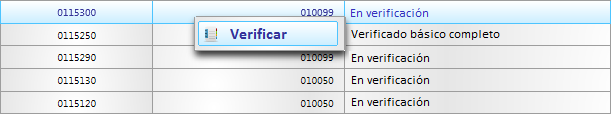 0115300 010099 En verificación
0115250 Verificar Verificado básico completo
0115290 010099 En verificación
0115130 010050 En verificación
0115120 010050 En verificación